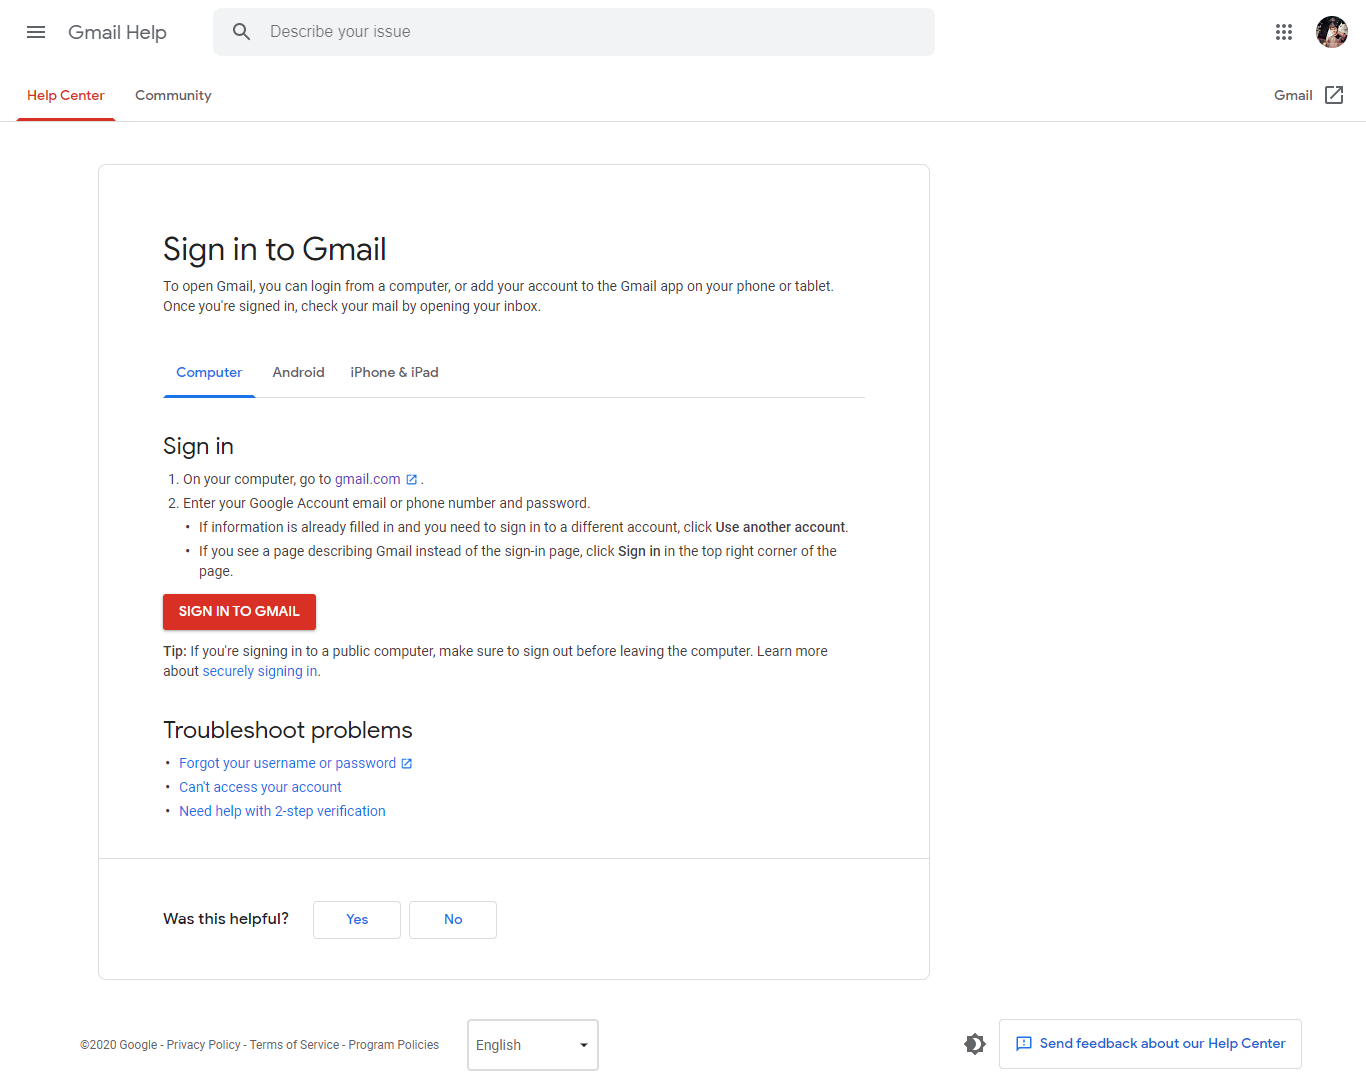 Gmail Help
Describe your issue
Help Center
Community
Gmail
Sign in to Gmail
To open Gmail, you can login from a computer, or add your account to the Gmail app on your phone or tablet.
Once you're signed in, check your mail by opening your inbox.
Computer
Android
iPhone & iPad
Sign in
1. On your computer, go to gmail.com .
2. Enter your Google Account email or phone number and password.
• If information is already filled in and you need to sign in to a different account, click Use another account.
• If you see a page describing Gmail instead of the sign-in page, click Sign in in the top right corner of the
page.
SIGN IN TO GMAIL
Tip: If you're signing in to a public computer, make sure to sign out before leaving the computer. Learn more
about securely signing in.
Troubleshoot problems
• Forgot your username or password
• Can't access your account
• Need help with 2-step verification
Was this helpful?
Yes
No
©2020 Google - Privacy Policy - Terms of Service - Program Policies
English
Send feedback about our Help Center